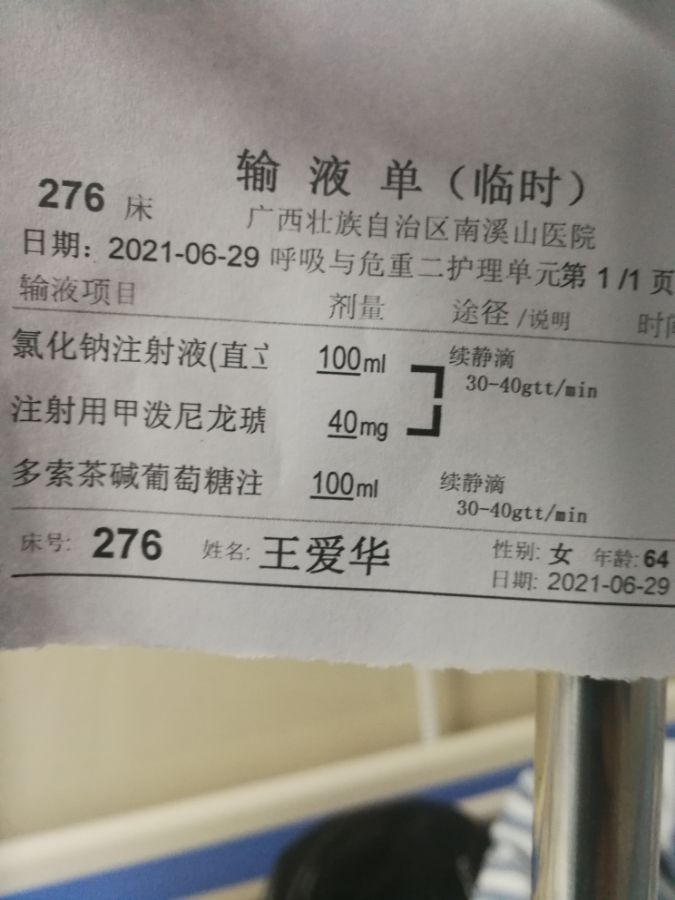 输液单（临时）
276 床
广西壮族自治区南溪山医院
日期：2021-06-29 呼吸与危重二护理单元第 1 /1 页
输液项目 剂量 途径 /说明 时间
氯化钠注射液(直立 100ml 续静滴
30-40gtt/min
注射用甲泼尼龙琥 40mg
多索茶碱葡萄糖注 100ml 续静滴
30-40gtt/min
床号: 276 姓名: 王爱华 性别: 女 年龄: 64
日期: 2021-06-29